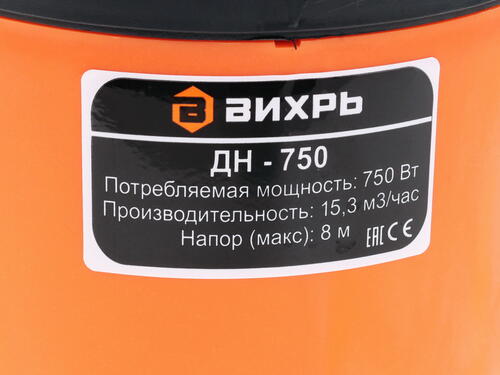 ВИХРЬ
ДН - 750
Потребляемая мощность: 750 Вт
Производительность: 15,3 м3/час
Напор (макс): 8 м EAC CE